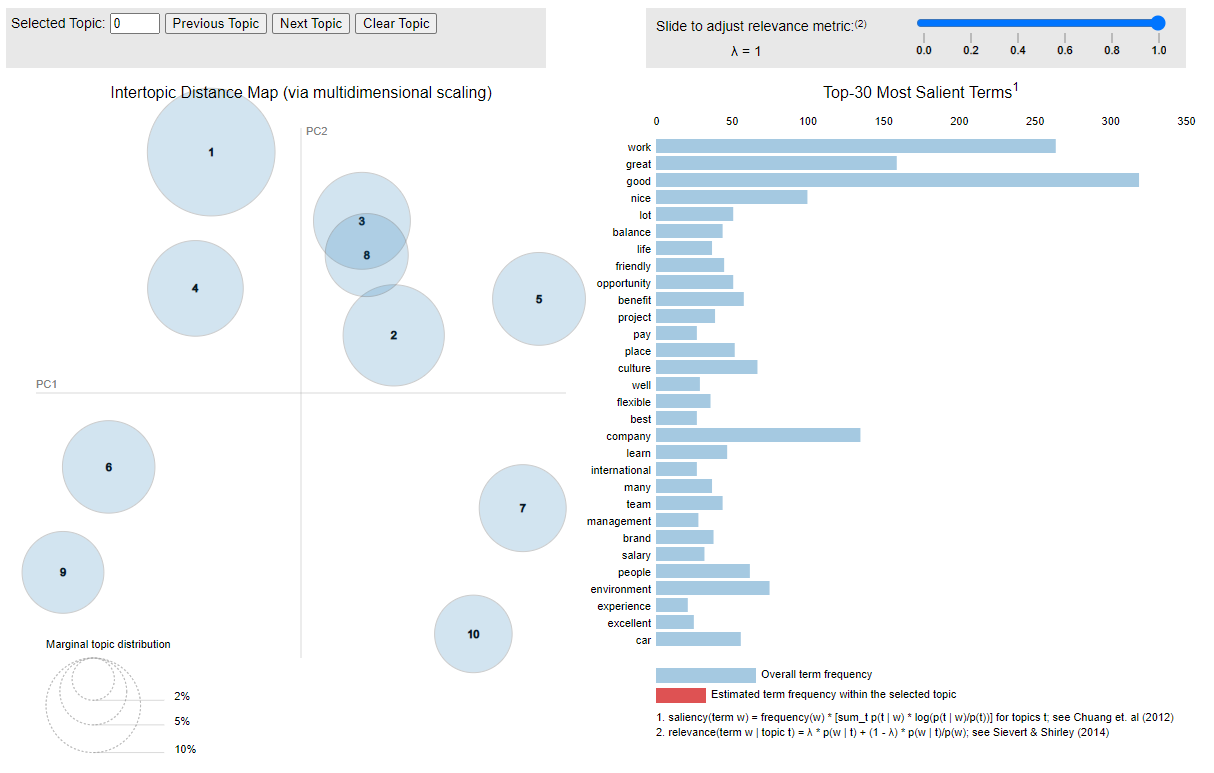 Selected Topic: 0 Previous Topic Next Topic Clear Topic
Slide to adjust relevance metric:(2)
λ = 1
0.0 0.2 0.4 0.6 0.8 1.0
Intertopic Distance Map (via multidimensional scaling)
PC2
PC1
1
3
8
4
5
2
6
7
9
10
Marginal topic distribution
2%
5%
10%
Top-30 Most Salient Terms1
0 50 100 150 200 250 300 350
work
great
good
nice
lot
balance
life
friendly
opportunity
benefit
project
pay
place
culture
well
flexible
best
company
learn
international
many
team
management
brand
salary
people
environment
experience
excellent
car
Overall term frequency
Estimated term frequency within the selected topic
1. saliency(term w) = frequency(w) * [sum_t p(t | w) * log(p(t | w)/p(t))] for topics t; see Chuang et. al (2012)
2. relevance(term w | topic t) = λ * p(w | t) + (1 - λ) * p(w | t)/p(w); see Sievert & Shirley (2014)